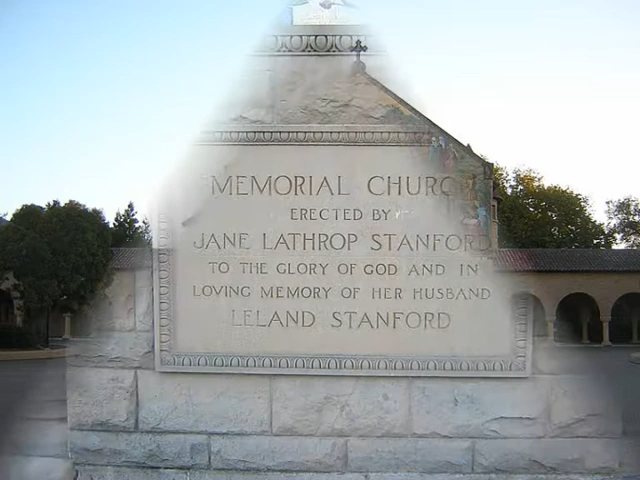 MEMORIAL CHURC
ERECTED BY
JANE LATHROP STANFORD
TO THE GLORY OF GOD AND IN
LOVING MEMORY OF HER HUSBAND
LELAND STANFORD